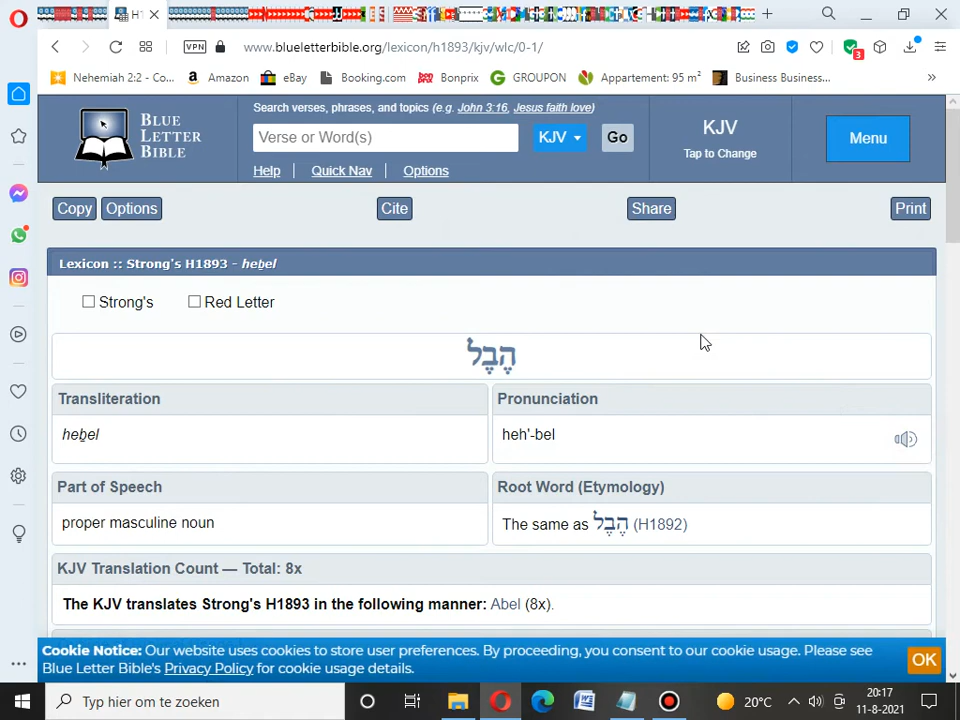 H1
www.blueletterbible.org/lexicon/h1893/kjv/wlc/0-1/
VPN
3
Nehemiah 2:2 - Co...
Amazon
eBay
Booking.com
Bonprix
GROUPON
Appartement: 95 m²
Business Business...
»
BLUE
LETTER
BIBLE
Search verses, phrases, and topics (e.g. John 3:16, Jesus faith love)
Verse or Word(s)
KJV
Go
Help
Quick Nav
Options
KJV
Tap to Change
Menu
Copy
Options
Cite
Share
Print
Lexicon :: Strong's H1893 - heḇel
Strong's
Red Letter
הֶבֶל
Transliteration
heḇel
Pronunciation
heh'-bel
Part of Speech
proper masculine noun
Root Word (Etymology)
The same as הֶבֶל (H1892)
KJV Translation Count — Total: 8x
The KJV translates Strong's H1893 in the following manner: Abel (8x).
Cookie Notice: Our website uses cookies to store user preferences. By proceeding, you consent to our cookie usage. Please see
Blue Letter Bible's Privacy Policy for cookie usage details.
OK
Typ hier om te zoeken
20°C
20:17
11-8-2021